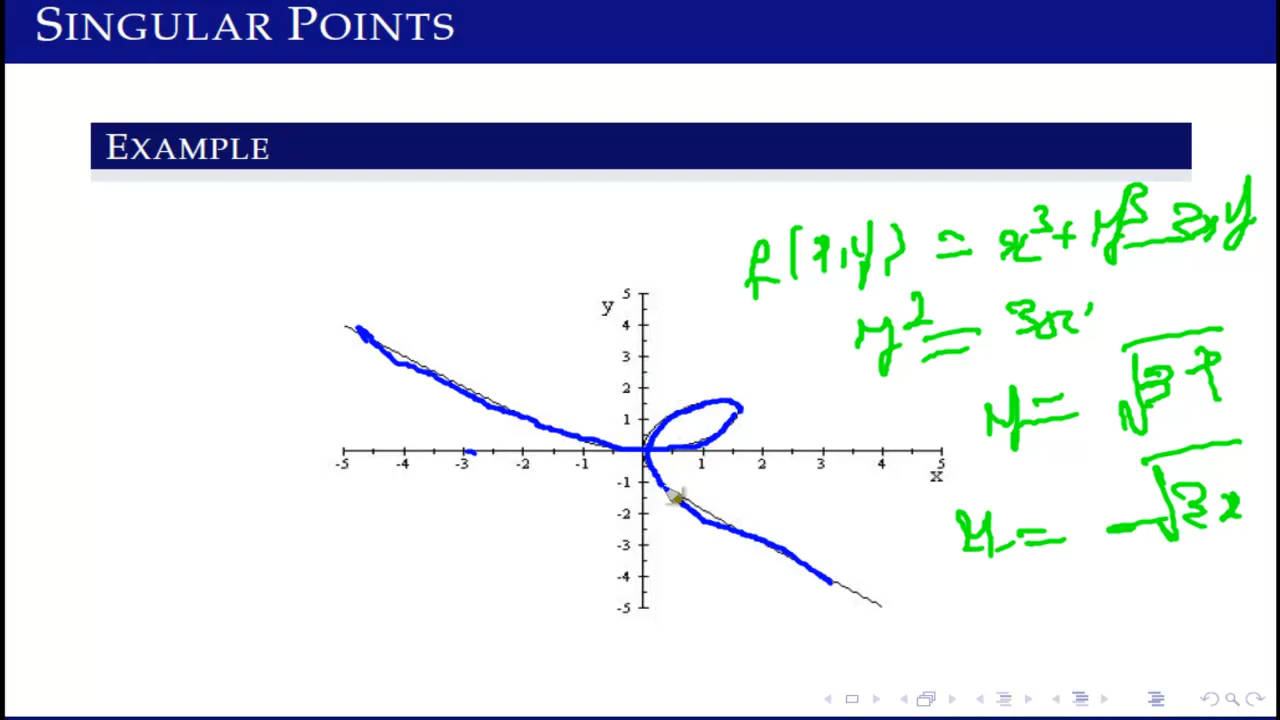 SINGULAR POINTS
EXAMPLE
f(x,y) = x³+y³-3xy
y² = 3x
y = √3x
y = -√3x
y
5
4
3
2
1
-5 -4 -3 -2 -1 1 2 3 4 5
x
-1
-2
-3
-4
-5